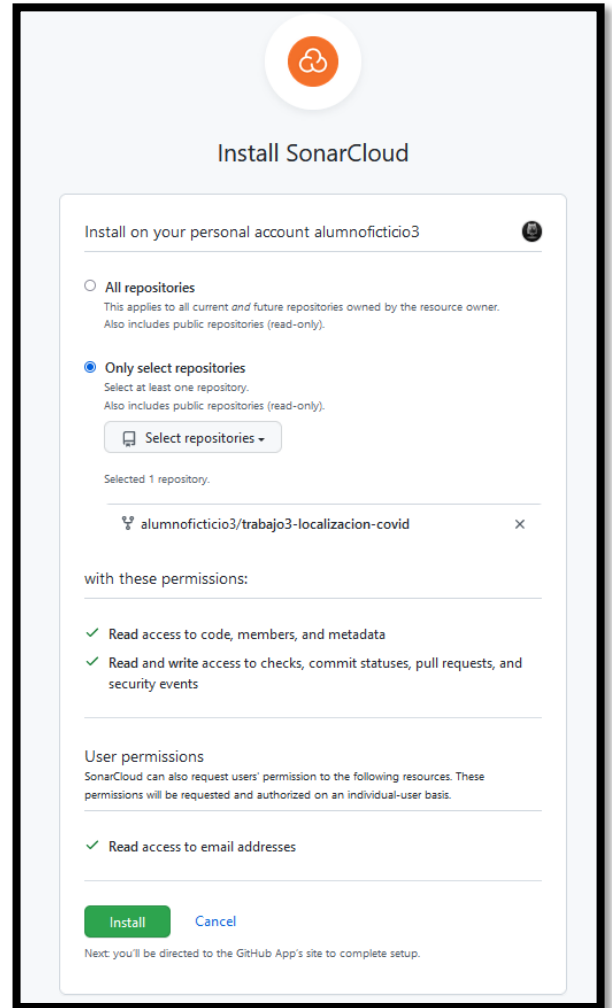 Install SonarCloud
Install on your personal account alumnoficticio3
All repositories
This applies to all current and future repositories owned by the resource owner.
Also includes public repositories (read-only).
Only select repositories
Select at least one repository.
Also includes public repositories (read-only).
Select repositories
Selected 1 repository.
alumnoficticio3/trabajo3-localizacion-covid
with these permissions:
Read access to code, members, and metadata
Read and write access to checks, commit statuses, pull requests, and
security events
User permissions
SonarCloud can also request users' permission to the following resources. These
permissions will be requested and authorized on an individual-user basis.
Read access to email addresses
Install Cancel
Next: you'll be directed to the GitHub App's site to complete setup.